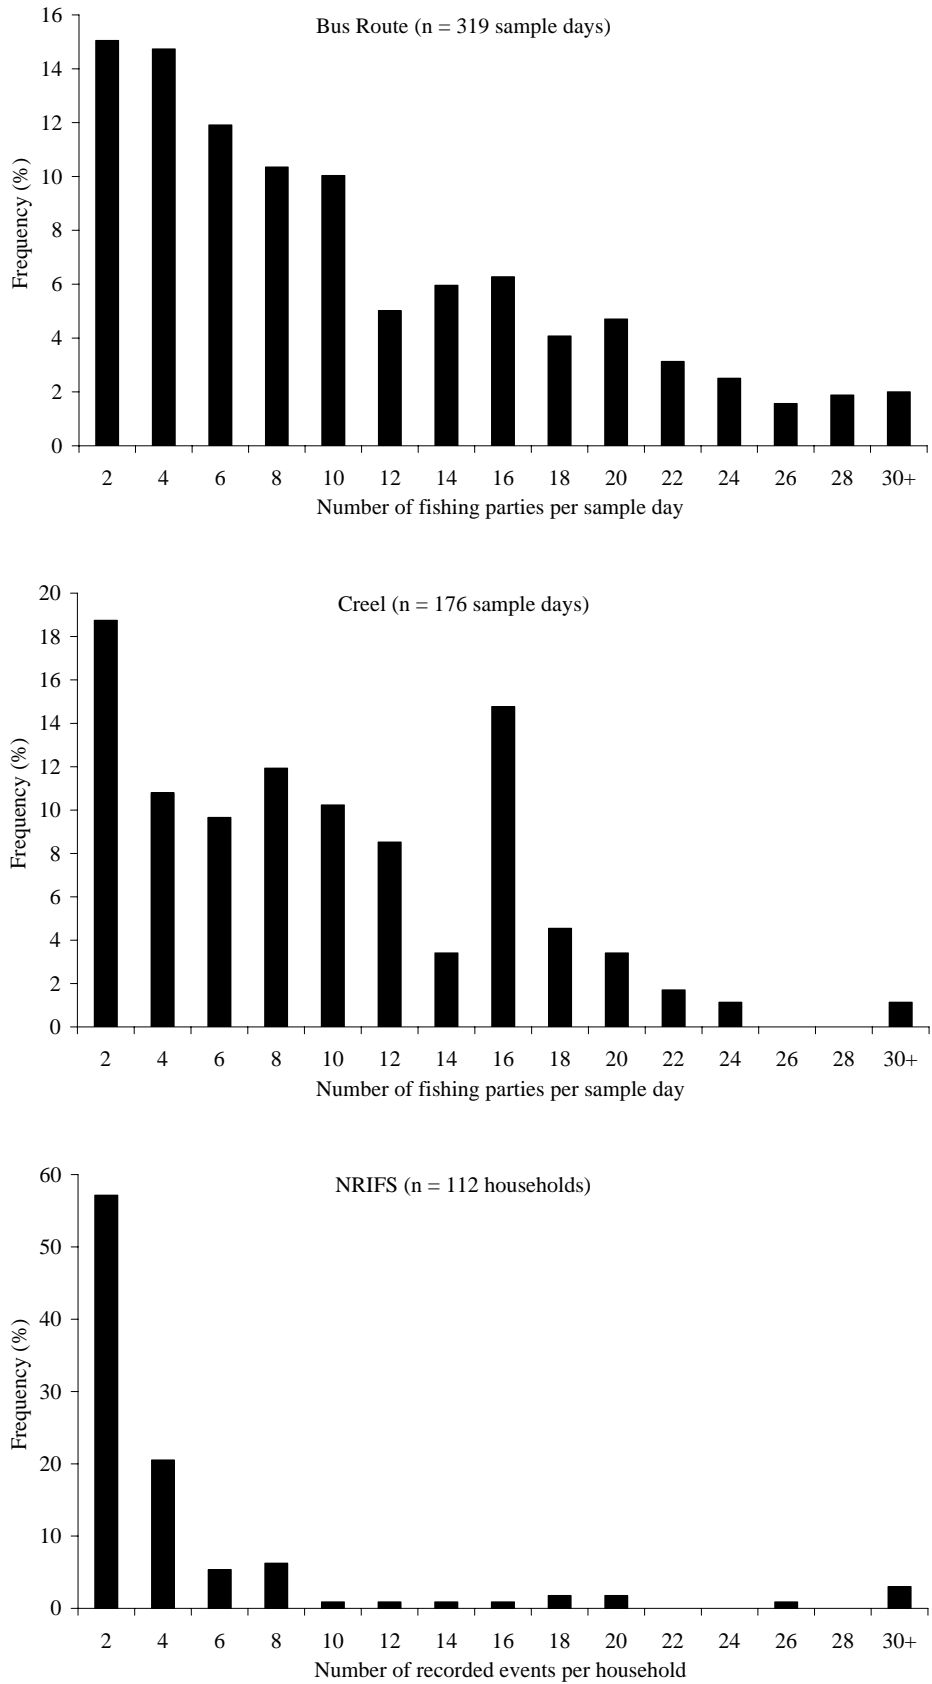 Bus Route (n = 319 sample days)
16
14
12
10
8
6
4
2
0
Frequency (%)
2 4 6 8 10 12 14 16 18 20 22 24 26 28 30+
Number of fishing parties per sample day
Creel (n = 176 sample days)
20
18
16
14
12
10
8
6
4
2
0
Frequency (%)
2 4 6 8 10 12 14 16 18 20 22 24 26 28 30+
Number of fishing parties per sample day
NRIFS (n = 112 households)
60
50
40
30
20
10
0
Frequency (%)
2 4 6 8 10 12 14 16 18 20 22 24 26 28 30+
Number of recorded events per household